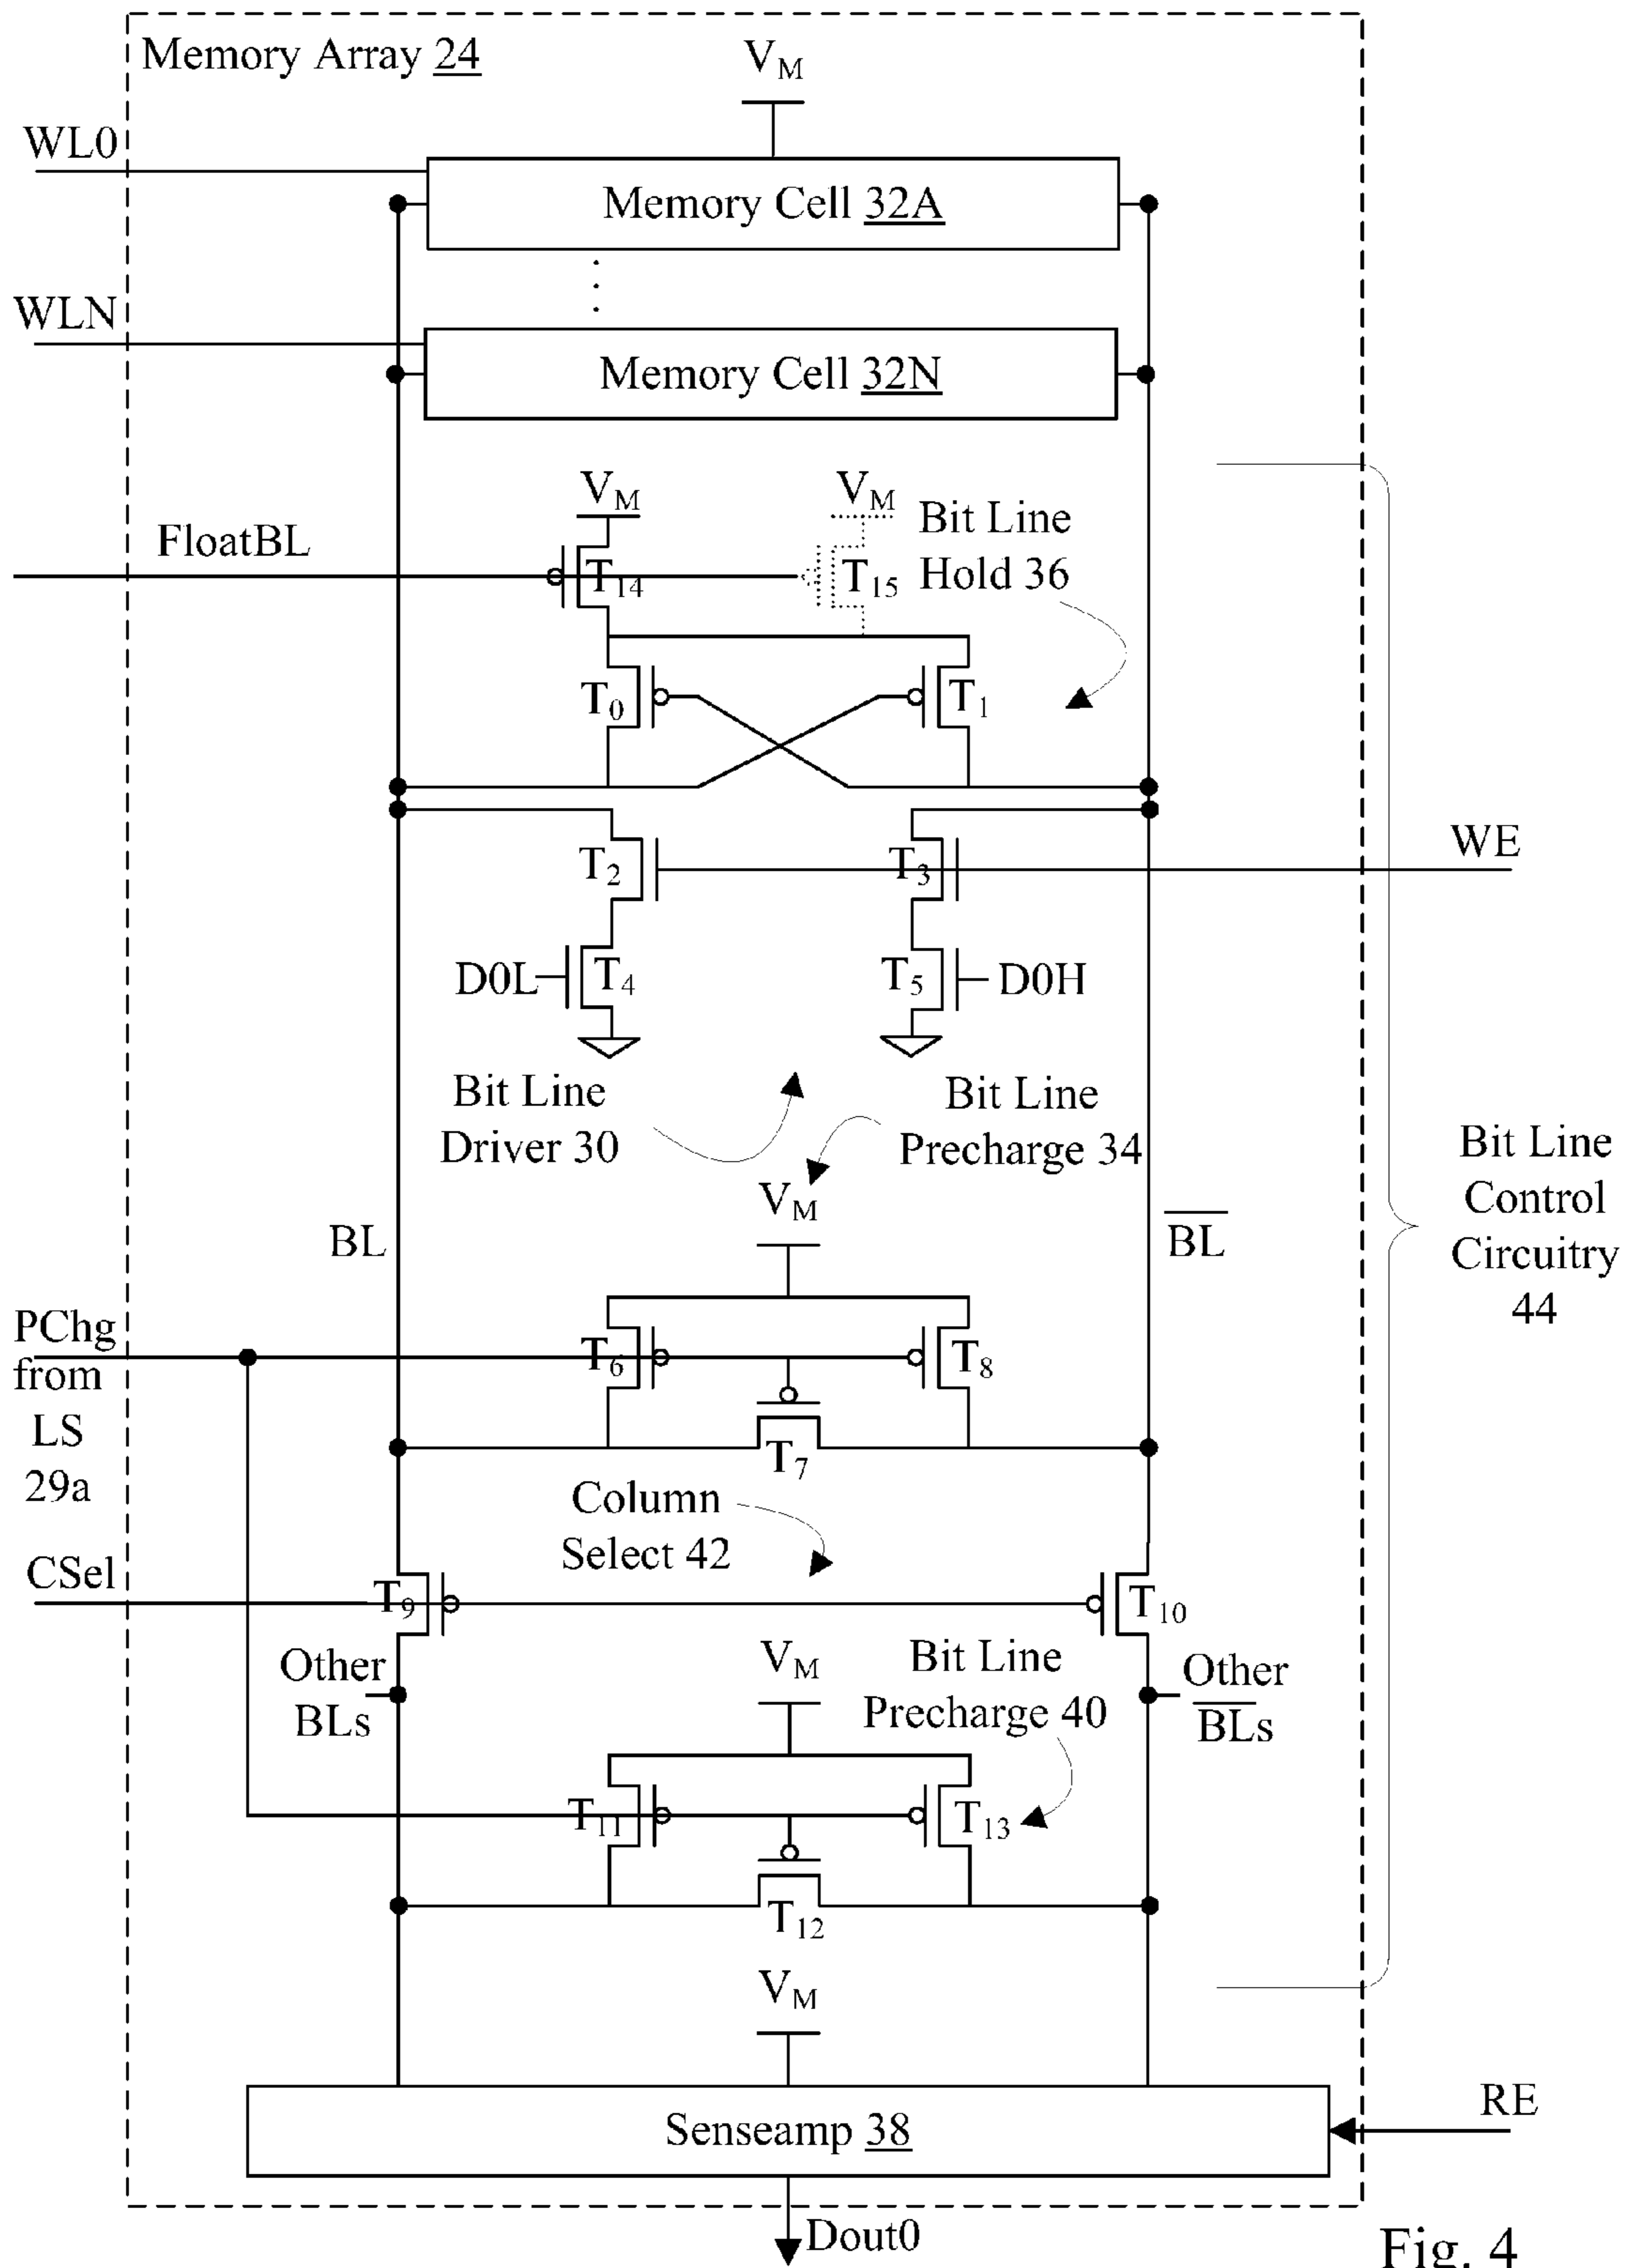 Memory Array 24
V_M
WL0
Memory Cell 32A
WLN
Memory Cell 32N
V_M
V_M
Bit Line
Hold 36
FloatBL
T_14
T_15
T_0
T_1
WE
T_2
T_3
D0L
T_4
T_5
D0H
Bit Line
Driver 30
Bit Line
Precharge 34
Bit Line
Control
Circuitry
44
V_M
BL
B̅L̅
PChg
from
LS
29a
T_6
T_8
T_7
Column
Select 42
CSel
T_9
T_10
Other
BLs
V_M
Bit Line
Precharge 40
Other
B̅L̅s
T_11
T_13
T_12
V_M
Senseamp 38
RE
Dout0
Fig. 4